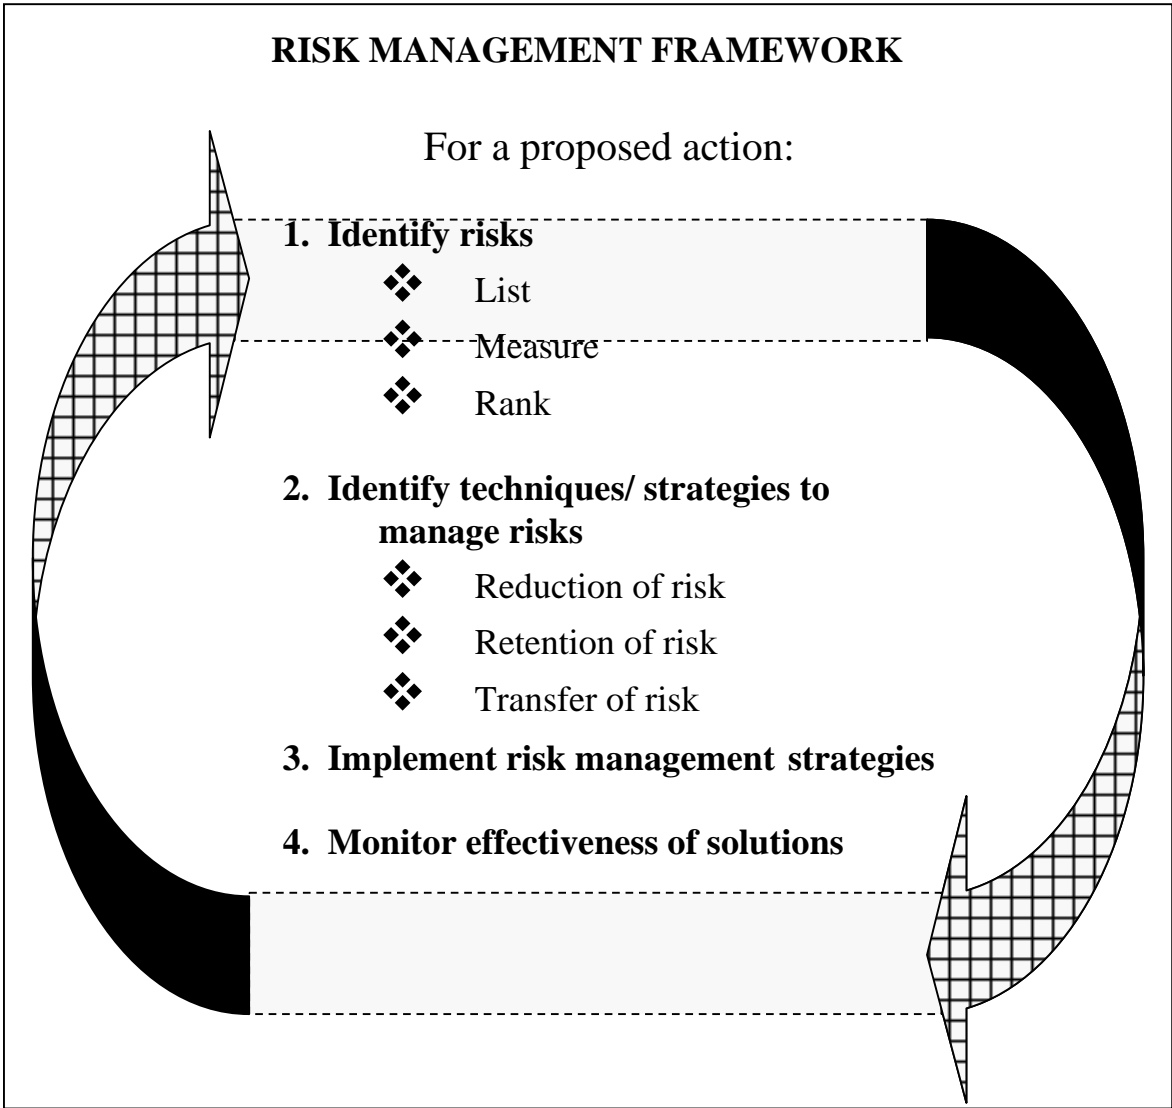 RISK MANAGEMENT FRAMEWORK
For a proposed action:
1. Identify risks
❖ List
❖ Measure
❖ Rank
2. Identify techniques/ strategies to
manage risks
❖ Reduction of risk
❖ Retention of risk
❖ Transfer of risk
3. Implement risk management strategies
4. Monitor effectiveness of solutions